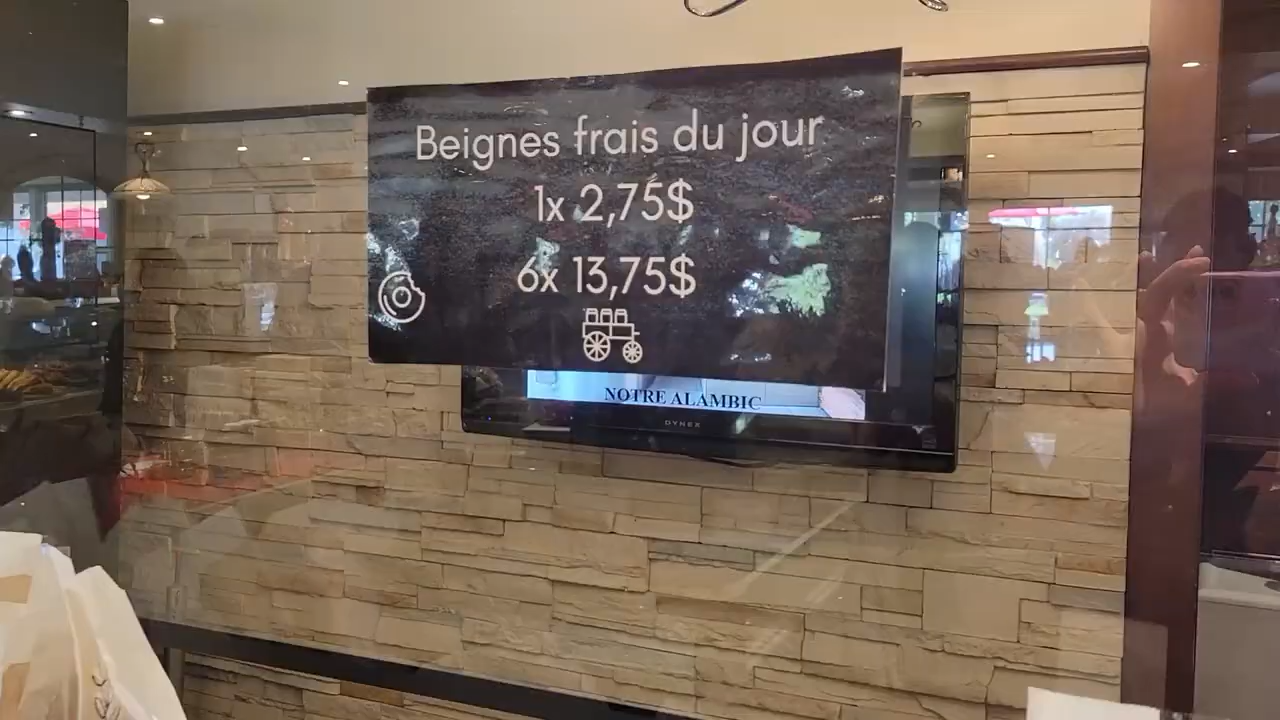 Beignes frais du jour
1x 2,75$
6x 13,75$
NOTRE ALAMBIC
DYNEX